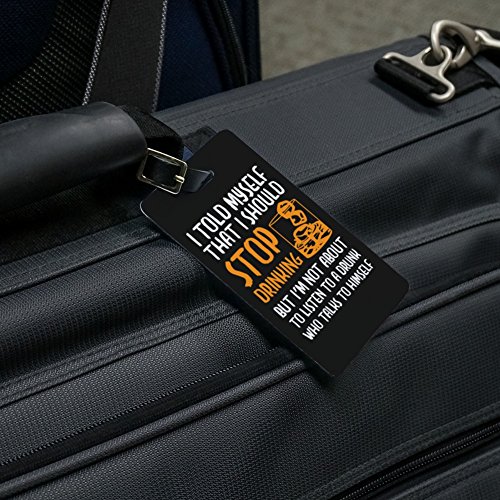 I TOLD MYSELF
THAT I SHOULD
STOP
DRINKING
BUT I'M NOT ABOUT
TO LISTEN TO A DRUNK
WHO TALKS TO HIMSELF